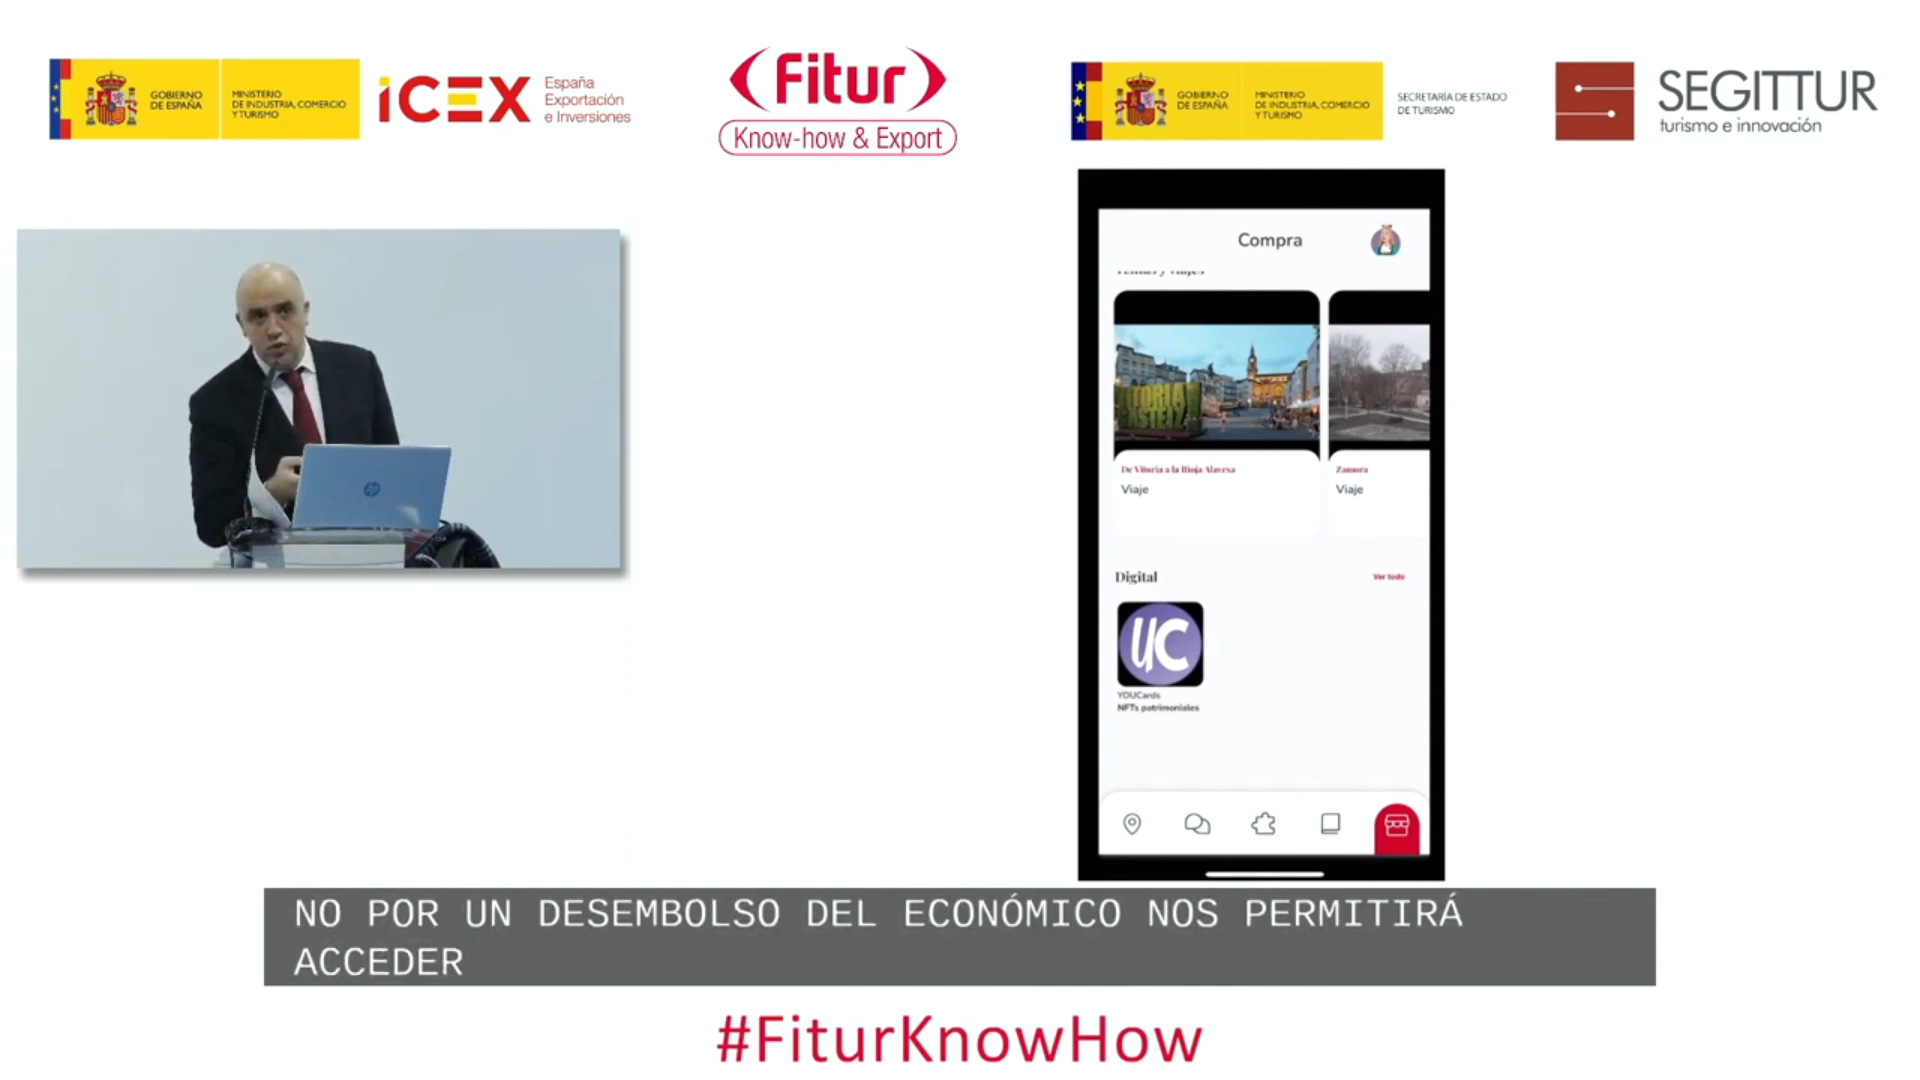 GOBIERNO
DE ESPAÑA
MINISTERIO
DE INDUSTRIA, COMERCIO
Y TURISMO
ICEX
España
Exportación
e Inversiones
Fitur
Know-how & Export
GOBIERNO
DE ESPAÑA
MINISTERIO
DE INDUSTRIA, COMERCIO
Y TURISMO
SECRETARÍA DE ESTADO
DE TURISMO
SEGITTUR
turismo e innovación
Compra
De Vitoria a la Rioja Alavesa
Viaje
Zamora
Viaje
Digital
Ver todo
UC
YOUCards
NFTs patrimoniales
hp
NO POR UN DESEMBOLSO DEL ECONÓMICO NOS PERMITIRÁ
ACCEDER
#FiturKnowHow